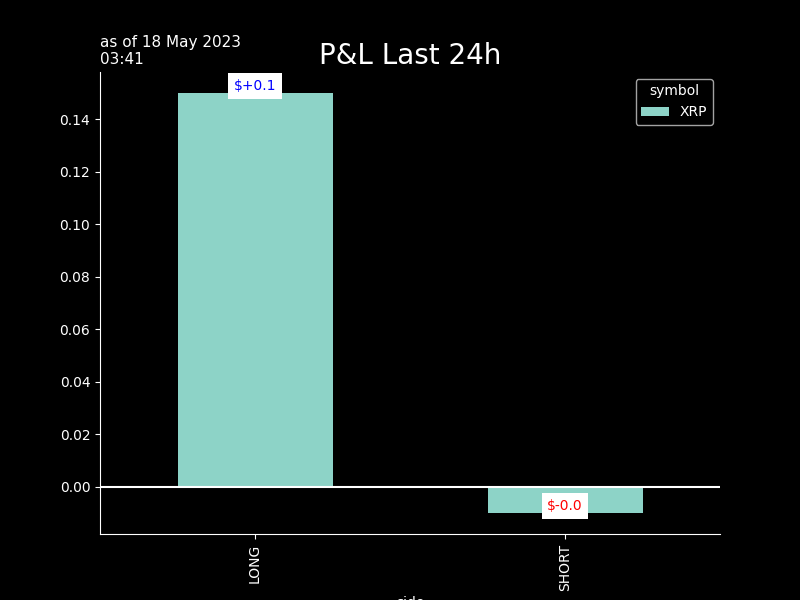 as of 18 May 2023
03:41
P&L Last 24h
symbol
XRP
$+0.1
0.14
0.12
0.10
0.08
0.06
0.04
0.02
0.00
$-0.0
LONG
SHORT
side